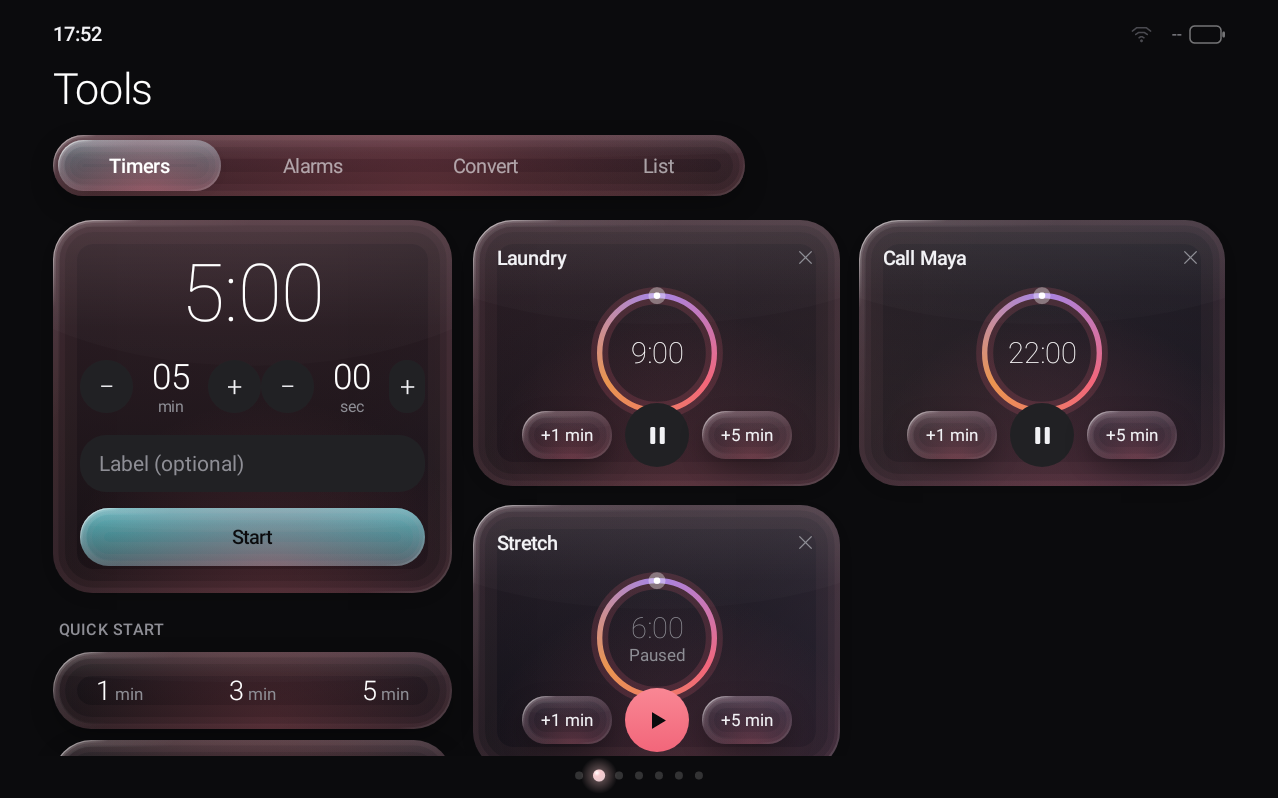 17:52
--
Tools
Timers Alarms Convert List
5:00
− 05 + − 00 +
min sec
Label (optional)
Start
QUICK START
1 min 3 min 5 min
Laundry
9:00
+1 min +5 min
Call Maya
22:00
+1 min +5 min
Stretch
6:00
Paused
+1 min +5 min